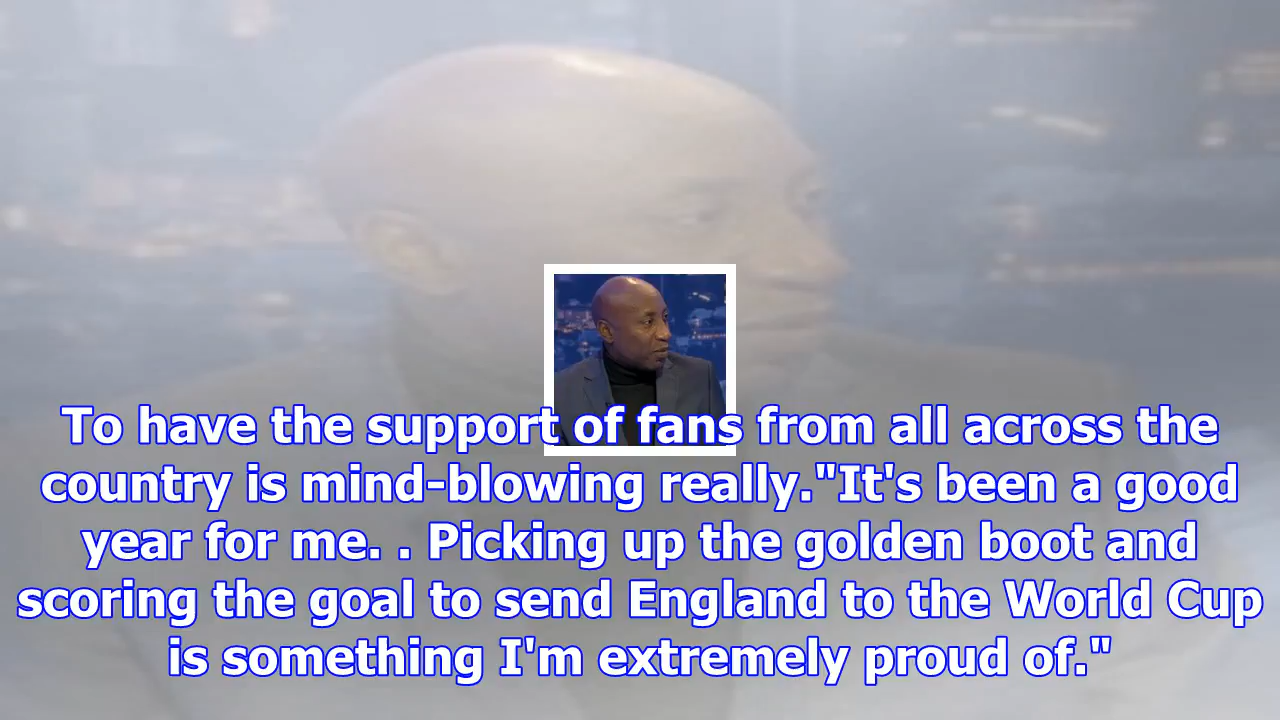 To have the support of fans from all across the
country is mind-blowing really."It's been a good
year for me. . Picking up the golden boot and
scoring the goal to send England to the World Cup
is something I'm extremely proud of."